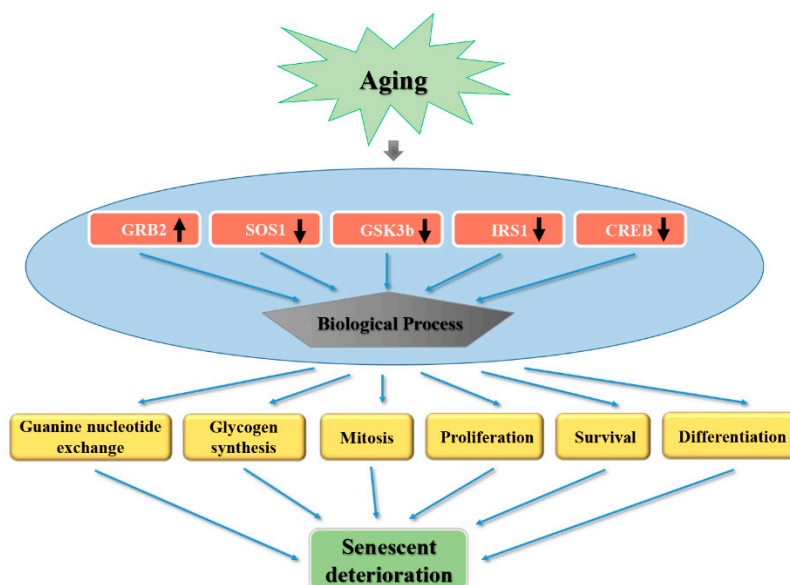 Aging
GRB2 SOS1 GSK3b IRS1 CREB
Biological Process
Guanine nucleotide
exchange
Glycogen
synthesis
Mitosis
Proliferation
Survival
Differentiation
Senescent
deterioration